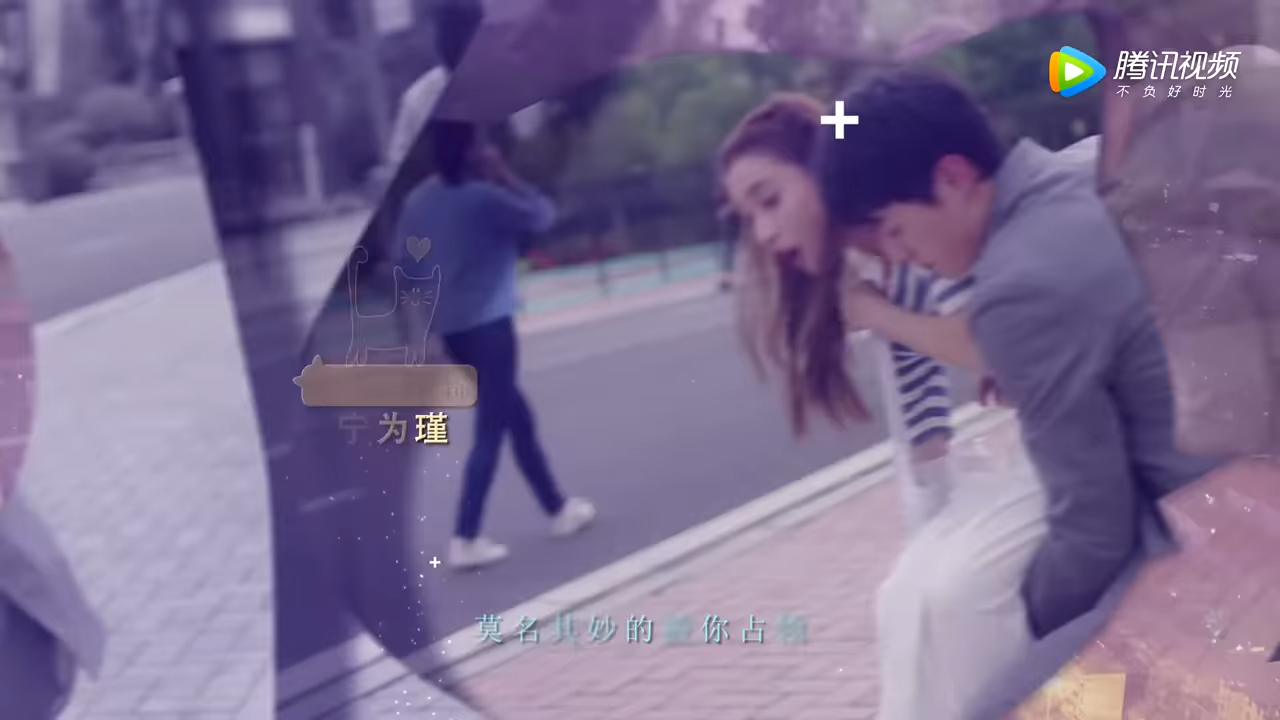 腾讯视频
不负好时光
宁为瑾
莫名其妙的被你占领